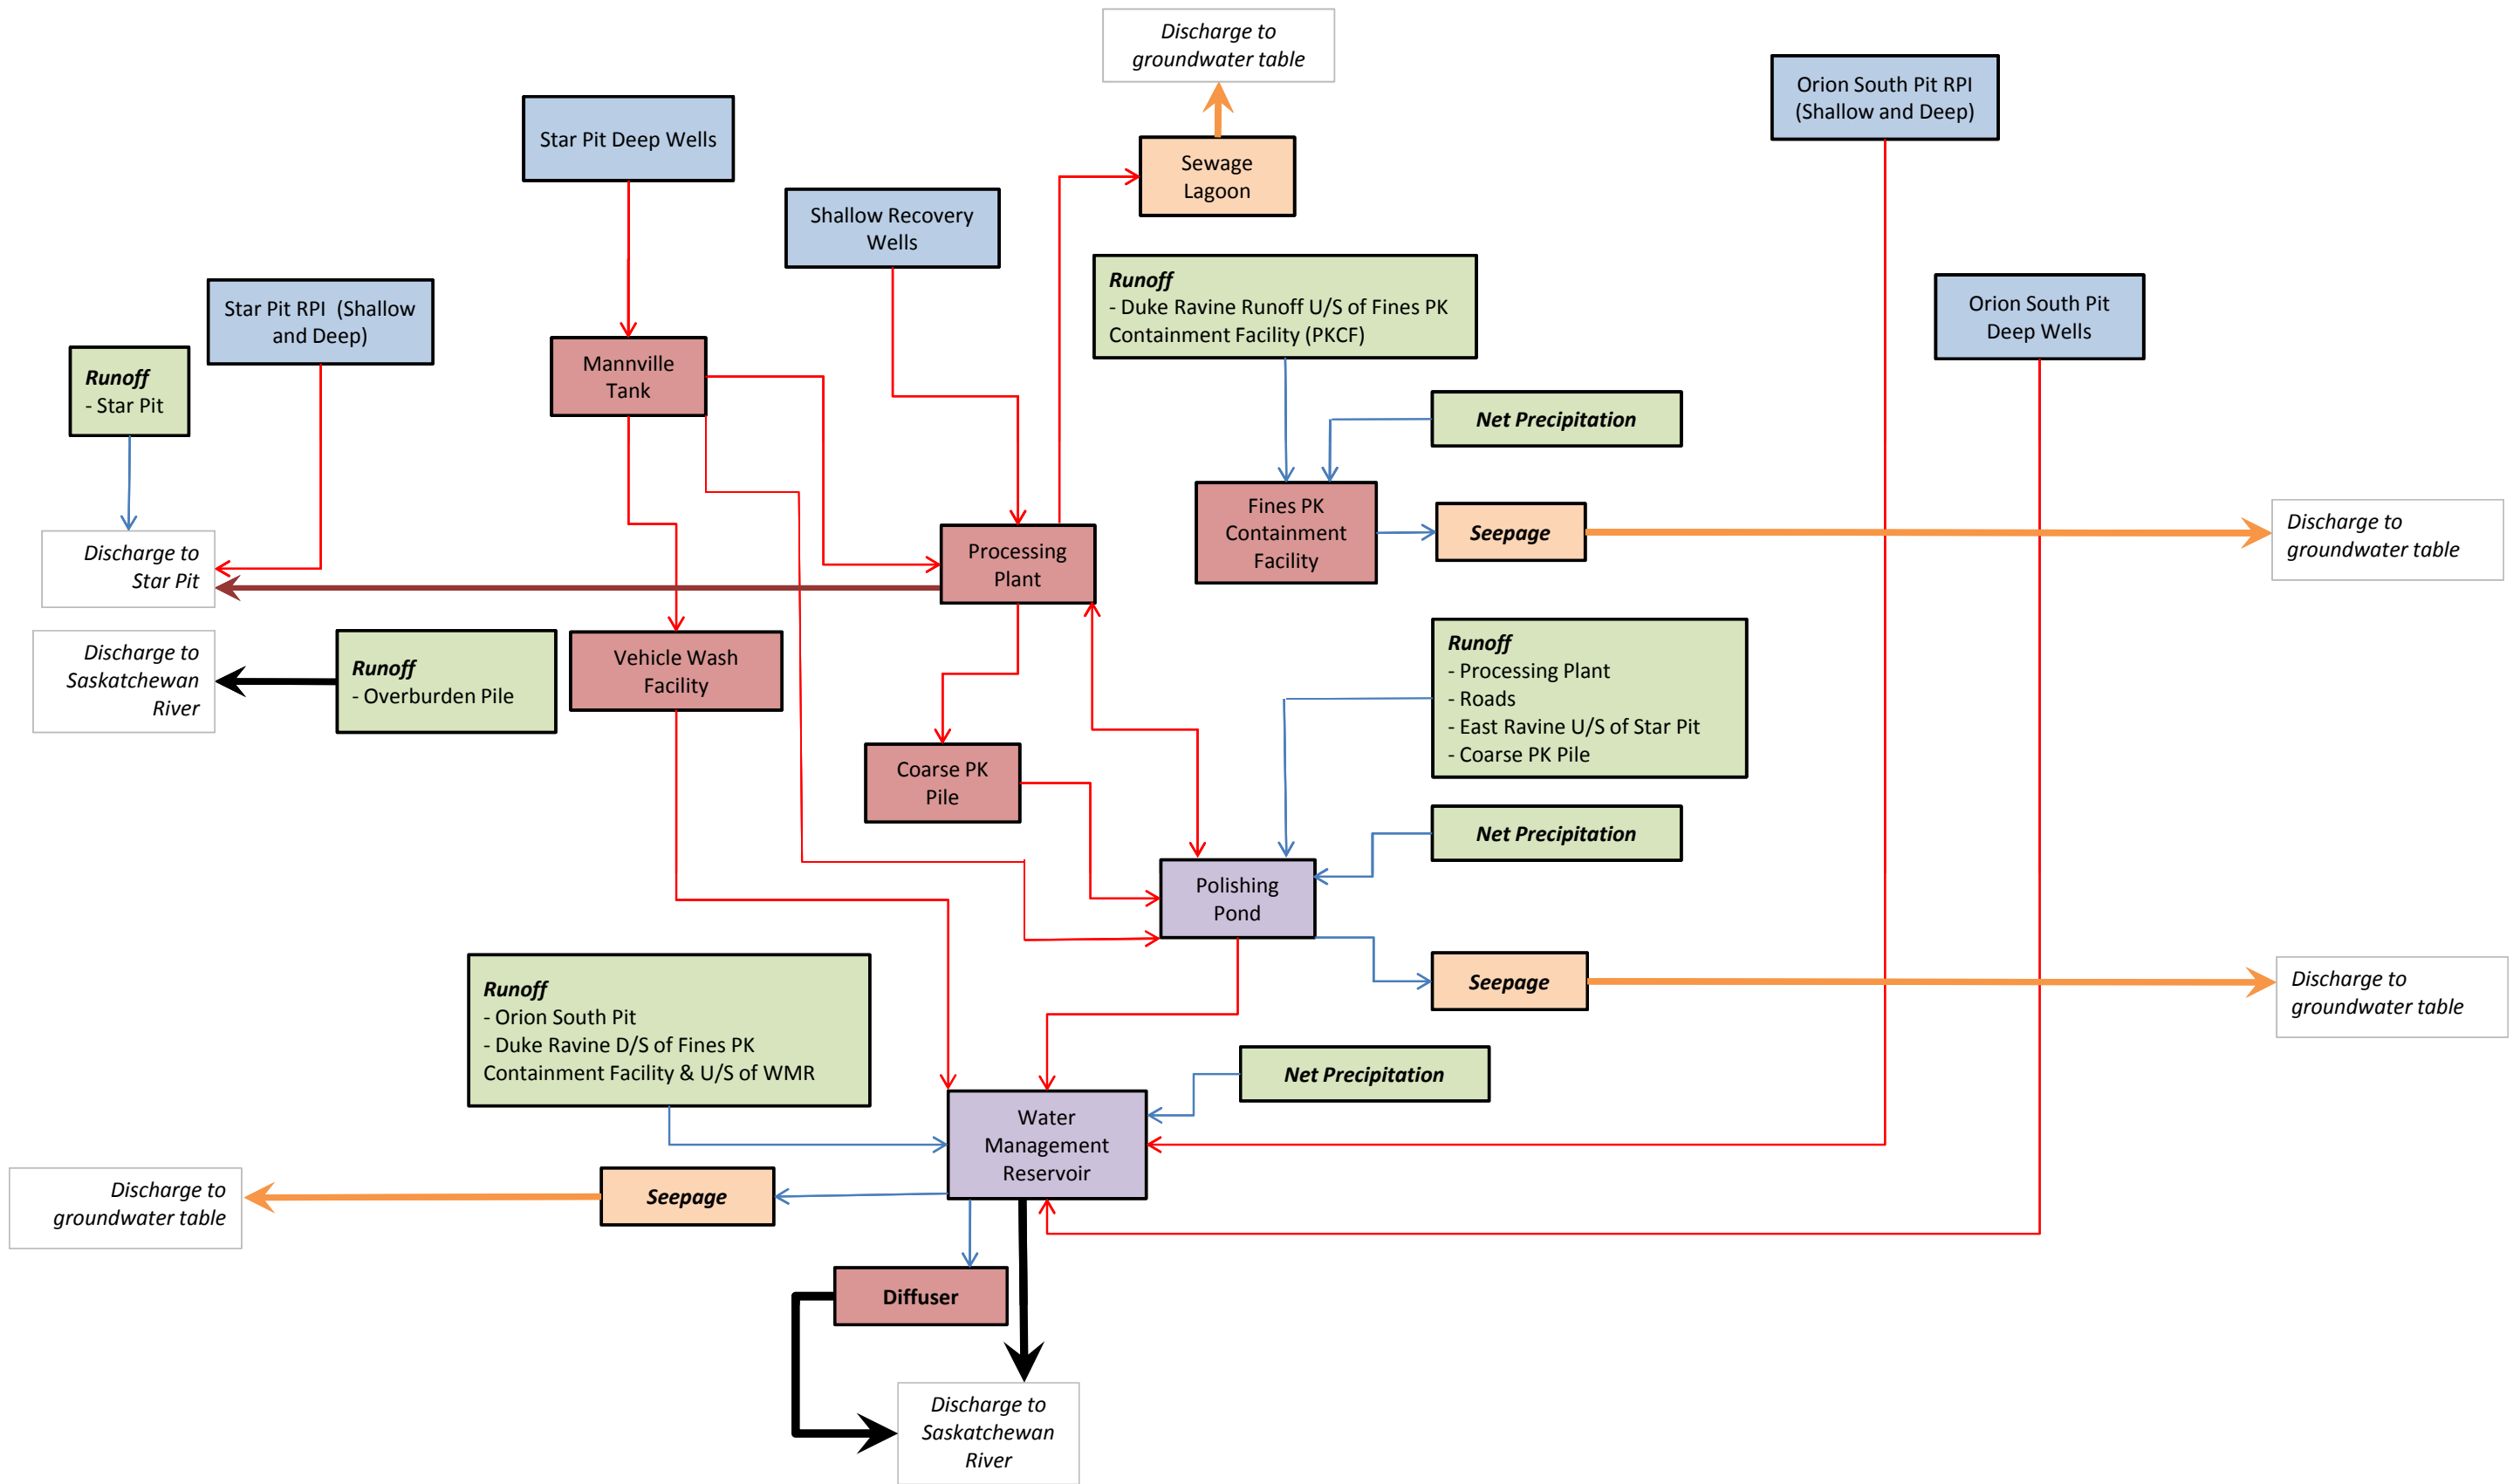 Discharge to
groundwater table
Orion South Pit RPI
(Shallow and Deep)
Star Pit Deep Wells
Sewage
Lagoon
Shallow Recovery
Wells
Runoff
- Duke Ravine Runoff U/S of Fines PK
Containment Facility (PKCF)
Orion South Pit
Deep Wells
Star Pit RPI  (Shallow
and Deep)
Runoff
- Star Pit
Mannville
Tank
Net Precipitation
Fines PK
Containment
Facility
Seepage
Discharge to
groundwater table
Discharge to
Star Pit
Processing
Plant
Discharge to
Saskatchewan
River
Runoff
- Overburden Pile
Vehicle Wash
Facility
Runoff
- Processing Plant
- Roads
- East Ravine U/S of Star Pit
- Coarse PK Pile
Coarse PK
Pile
Net Precipitation
Polishing
Pond
Seepage
Discharge to
groundwater table
Runoff
- Orion South Pit
- Duke Ravine D/S of Fines PK
Containment Facility & U/S of WMR
Net Precipitation
Water
Management
Reservoir
Discharge to
groundwater table
Seepage
Diffuser
Discharge to
Saskatchewan
River